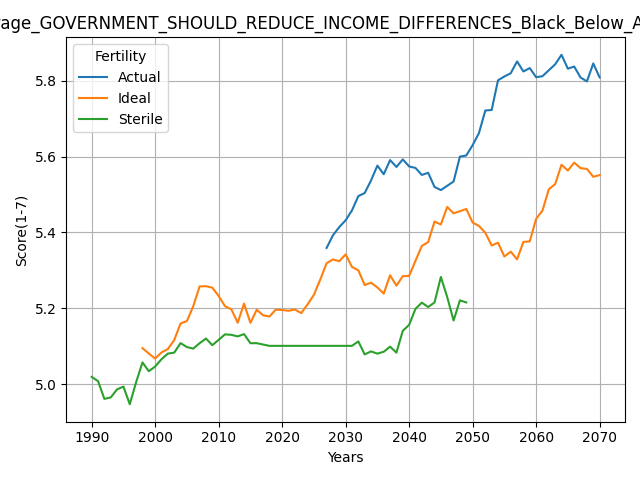 rage_GOVERNMENT_SHOULD_REDUCE_INCOME_DIFFERENCES_Black_Below_A
Fertility
Actual
Ideal
Sterile
Score(1-7)
5.8
5.6
5.4
5.2
5.0
1990 2000 2010 2020 2030 2040 2050 2060 2070
Years